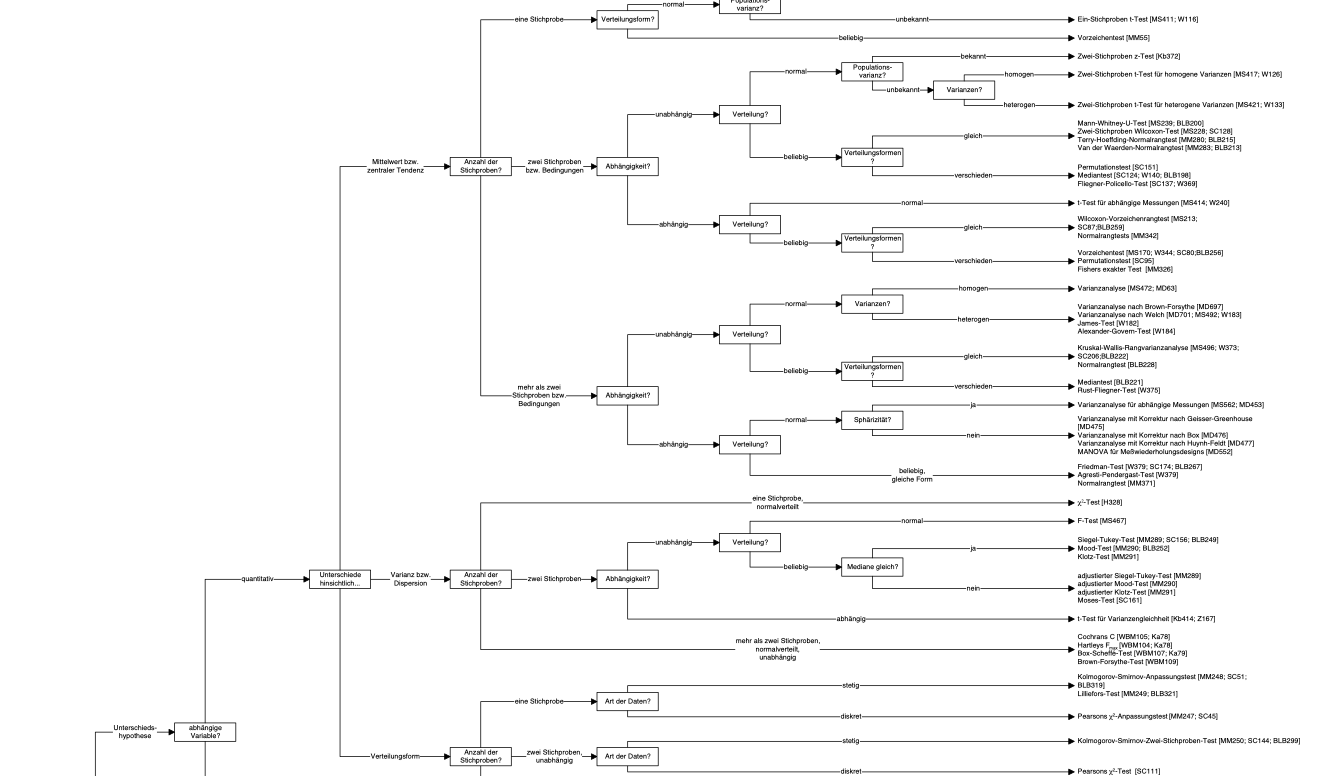 normal
Populations-
varianz?
eine Stichprobe
Verteilungsform?
unbekannt
Ein-Stichproben t-Test [MS411; W116]
beliebig
Vorzeichentest [MM55]
bekannt
Zwei-Stichproben z-Test [Kb372]
normal
Populations-
varianz?
homogen
Zwei-Stichproben t-Test für homogene Varianzen [MS417; W126]
unbekannt
Varianzen?
heterogen
Zwei-Stichproben t-Test für heterogene Varianzen [MS421; W133]
unabhängig
Verteilung?
Mann-Whitney-U-Test [MS239; BLB200]
gleich
Zwei-Stichproben Wilcoxon-Test [MS228; SC128]
Terry-Hoeffding-Normalrangtest [MM280; BLB215]
Van der Waerden-Normalrangtest [MM283; BLB213]
beliebig
Verteilungsformen
?
Mittelwert bzw.
zentraler Tendenz
Anzahl der
Stichproben?
zwei Stichproben
bzw. Bedingungen
Abhängigkeit?
Permutationstest [SC151]
verschieden
Mediantest [SC124; W140; BLB198]
Fliegner-Policello-Test [SC137; W369]
normal
t-Test für abhängige Messungen [MS414; W240]
abhängig
Verteilung?
Wilcoxon-Vorzeichenrangtest [MS213;
gleich
SC87;BLB259]
Normalrangtests [MM342]
beliebig
Verteilungsformen
?
Vorzeichentest [MS170; W344; SC80;BLB256]
verschieden
Permutationstest [SC95]
Fishers exakter Test [MM326]
homogen
Varianzanalyse [MS472; MD63]
normal
Varianzen?
Varianzanalyse nach Brown-Forsythe [MD697]
heterogen
Varianzanalyse nach Welch [MD701; MS492; W183]
James-Test [W182]
Alexander-Govern-Test [W184]
unabhängig
Verteilung?
Kruskal-Wallis-Rangvarianzanalyse [MS496; W373;
gleich
SC206;BLB222]
Normalrangtest [BLB228]
beliebig
Verteilungsformen
?
verschieden
Mediantest [BLB221]
Rust-Fliegner-Test [W375]
mehr als zwei
Stichproben bzw.
Bedingungen
Abhängigkeit?
ja
Varianzanalyse für abhängige Messungen [MS562; MD453]
normal
Sphärizität?
Varianzanalyse mit Korrektur nach Geisser-Greenhouse
[MD475]
nein
Varianzanalyse mit Korrektur nach Box [MD476]
Varianzanalyse mit Korrektur nach Huynh-Feldt [MD477]
MANOVA für Meßwiederholungsdesigns [MD552]
abhängig
Verteilung?
beliebig,
gleiche Form
Friedman-Test [W379; SC174; BLB267]
Agresti-Pendergast-Test [W379]
Normalrangtest [MM371]
eine Stichprobe,
normalverteilt
χ²-Test [H328]
normal
F-Test [MS467]
unabhängig
Verteilung?
Siegel-Tukey-Test [MM289; SC156; BLB249]
ja
Mood-Test [MM290; BLB252]
Klotz-Test [MM291]
beliebig
Mediane gleich?
quantitativ
Unterschiede
hinsichtlich...
Varianz bzw.
Dispersion
Anzahl der
Stichproben?
zwei Stichproben
Abhängigkeit?
adjustierter Siegel-Tukey-Test [MM289]
nein
adjustierter Mood-Test [MM290]
adjustierter Klotz-Test [MM291]
Moses-Test [SC161]
abhängig
t-Test für Varianzengleichheit [Kb414; Z167]
mehr als zwei Stichproben,
normalverteilt,
unabhängig
Cochrans C [WBM105; Ka78]
Hartleys Fmax [WBM104; Ka78]
Box-Scheffe-Test [WBM107; Ka79]
Brown-Forsythe-Test [WBM109]
Kolmogorov-Smirnov-Anpassungstest [MM248; SC51;
stetig
BLB319]
Lilliefors-Test [MM249; BLB321]
eine Stichprobe
Art der Daten?
diskret
Pearsons χ²-Anpassungstest [MM247; SC45]
Unterschieds-
hypothese
abhängige
Variable?
stetig
Kolmogorov-Smirnov-Zwei-Stichproben-Test [MM250; SC144; BLB299]
Verteilungsform
Anzahl der
Stichproben?
zwei Stichproben,
unabhängig
Art der Daten?
diskret
Pearsons χ²-Test [SC111]